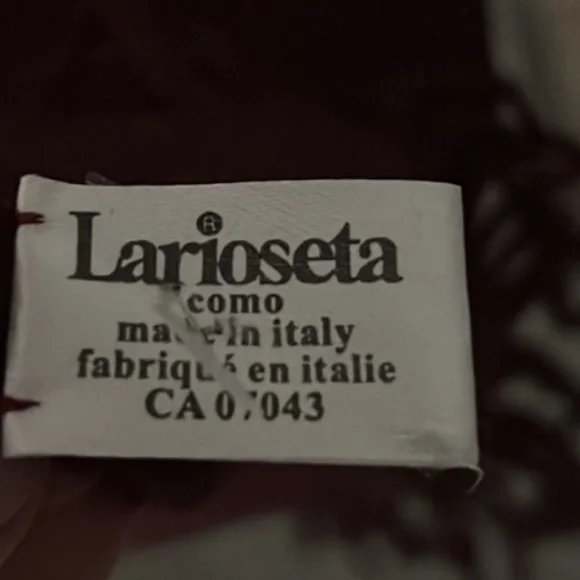 Larioseta®
como
made in italy
fabriqué en italie
CA 07043